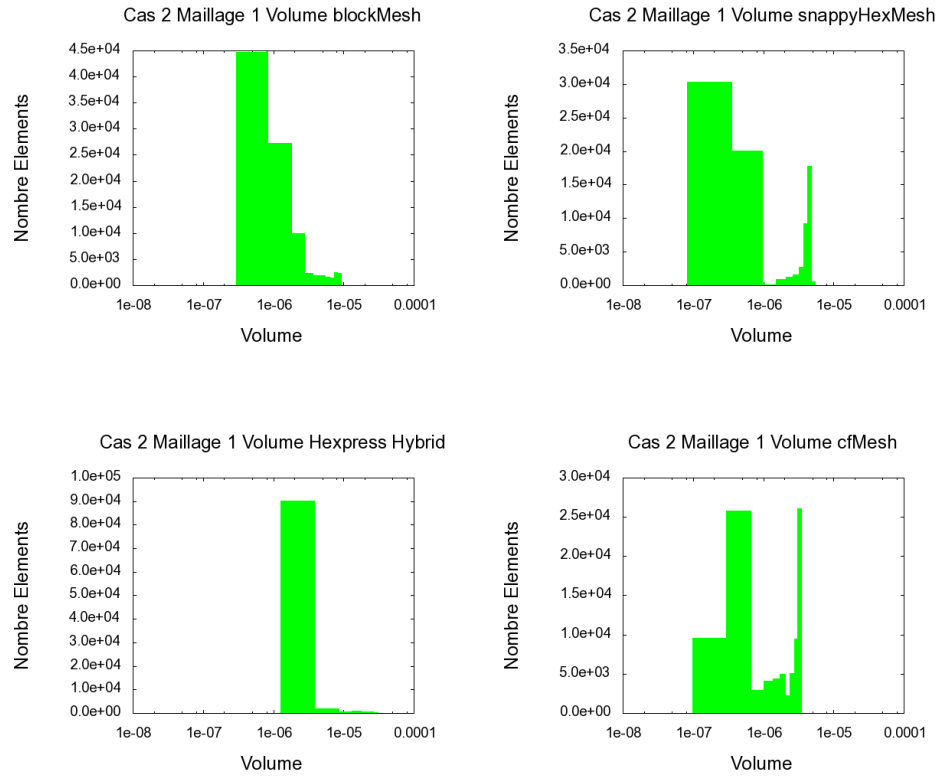 Cas 2 Maillage 1 Volume blockMesh
4.5e+04
4.0e+04
3.5e+04
3.0e+04
2.5e+04
2.0e+04
1.5e+04
1.0e+04
5.0e+03
0.0e+00
Nombre Elements
1e-08 1e-07 1e-06 1e-05 0.0001
Volume
Cas 2 Maillage 1 Volume snappyHexMesh
3.5e+04
3.0e+04
2.5e+04
2.0e+04
1.5e+04
1.0e+04
5.0e+03
0.0e+00
Nombre Elements
1e-08 1e-07 1e-06 1e-05 0.0001
Volume
Cas 2 Maillage 1 Volume Hexpress Hybrid
1.0e+05
9.0e+04
8.0e+04
7.0e+04
6.0e+04
5.0e+04
4.0e+04
3.0e+04
2.0e+04
1.0e+04
0.0e+00
Nombre Elements
1e-08 1e-07 1e-06 1e-05 0.0001
Volume
Cas 2 Maillage 1 Volume cfMesh
3.0e+04
2.5e+04
2.0e+04
1.5e+04
1.0e+04
5.0e+03
0.0e+00
Nombre Elements
1e-08 1e-07 1e-06 1e-05 0.0001
Volume